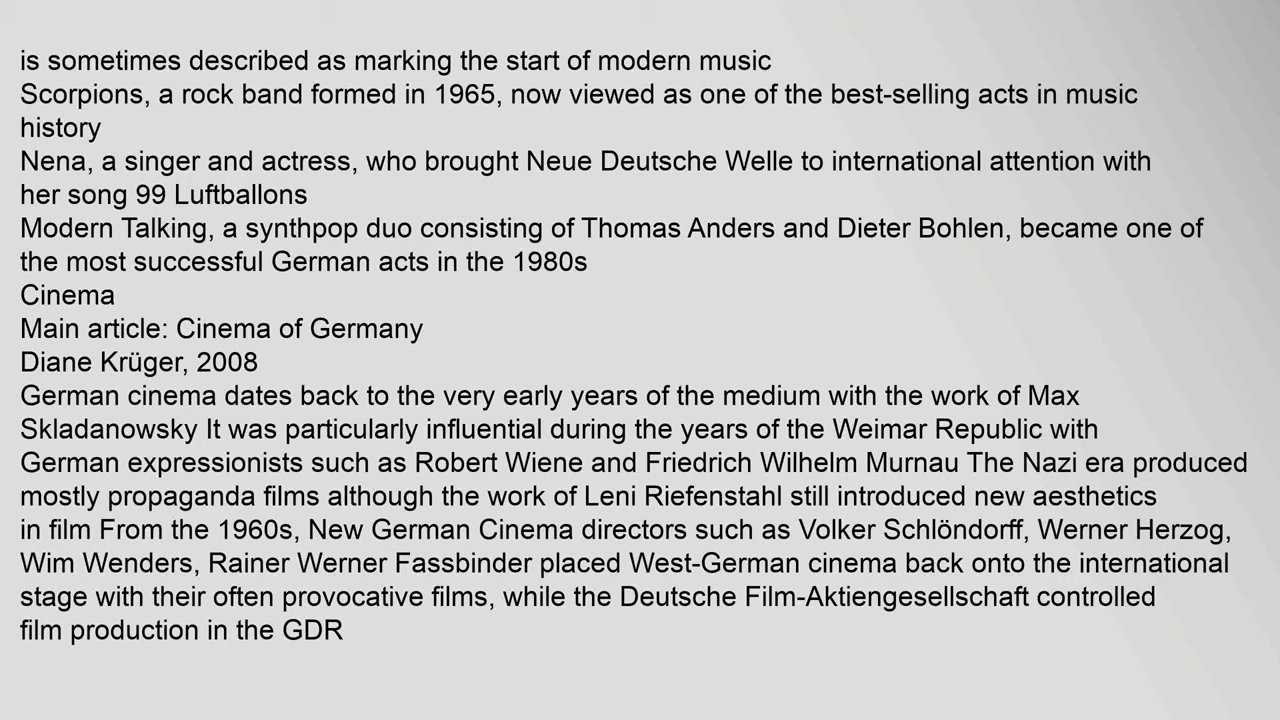 is sometimes described as marking the start of modern music
Scorpions, a rock band formed in 1965, now viewed as one of the best-selling acts in music
history
Nena, a singer and actress, who brought Neue Deutsche Welle to international attention with
her song 99 Luftballons
Modern Talking, a synthpop duo consisting of Thomas Anders and Dieter Bohlen, became one of
the most successful German acts in the 1980s
Cinema
Main article: Cinema of Germany
Diane Krüger, 2008
German cinema dates back to the very early years of the medium with the work of Max
Skladanowsky It was particularly influential during the years of the Weimar Republic with
German expressionists such as Robert Wiene and Friedrich Wilhelm Murnau The Nazi era produced
mostly propaganda films although the work of Leni Riefenstahl still introduced new aesthetics
in film From the 1960s, New German Cinema directors such as Volker Schlöndorff, Werner Herzog,
Wim Wenders, Rainer Werner Fassbinder placed West-German cinema back onto the international
stage with their often provocative films, while the Deutsche Film-Aktiengesellschaft controlled
film production in the GDR